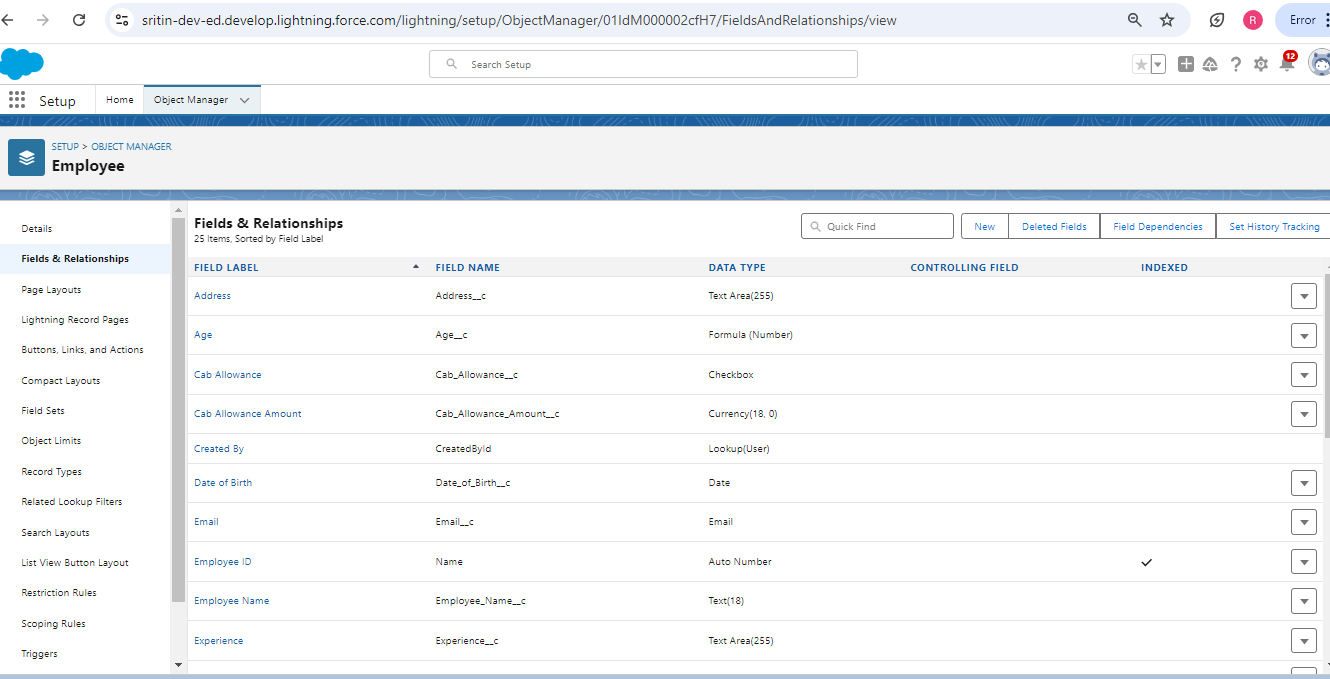 sritin-dev-ed.develop.lightning.force.com/lightning/setup/ObjectManager/01IdM000002cfH7/FieldsAndRelationships/view
R
Error
Search Setup
12
Setup
Home
Object Manager
SETUP > OBJECT MANAGER
Employee
Details
Fields & Relationships
Page Layouts
Lightning Record Pages
Buttons, Links, and Actions
Compact Layouts
Field Sets
Object Limits
Record Types
Related Lookup Filters
Search Layouts
List View Button Layout
Restriction Rules
Scoping Rules
Triggers
Fields & Relationships
25 Items, Sorted by Field Label
Quick Find
New
Deleted Fields
Field Dependencies
Set History Tracking
FIELD LABEL FIELD NAME DATA TYPE CONTROLLING FIELD INDEXED
Address Address__c Text Area(255)
Age Age__c Formula (Number)
Cab Allowance Cab_Allowance__c Checkbox
Cab Allowance Amount Cab_Allowance_Amount__c Currency(18, 0)
Created By CreatedById Lookup(User)
Date of Birth Date_of_Birth__c Date
Email Email__c Email
Employee ID Name Auto Number
Employee Name Employee_Name__c Text(18)
Experience Experience__c Text Area(255)